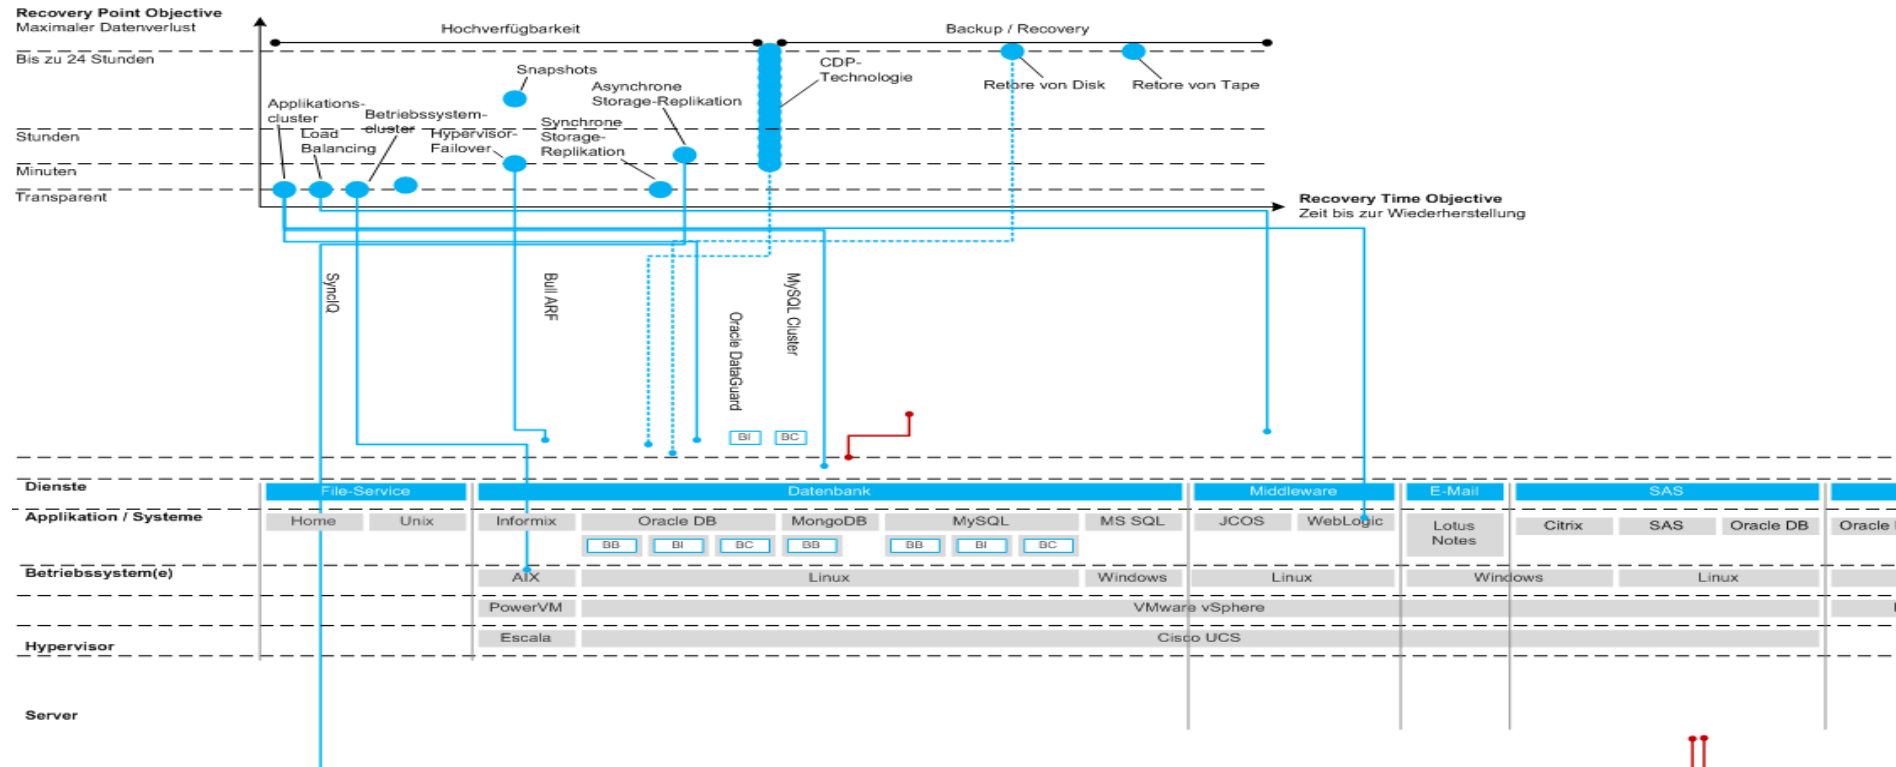 Recovery Point Objective
Maximaler Datenverlust
Hochverfügbarkeit
Backup / Recovery
Bis zu 24 Stunden
Snapshots
CDP-
Technologie
Asynchrone
Storage-Replikation
Retore von Disk
Retore von Tape
Applikations-
cluster
Betriebssystem-
cluster
Load
Balancing
Hypervisor-
Failover
Synchrone
Storage-
Replikation
Stunden
Minuten
Transparent
Recovery Time Objective
Zeit bis zur Wiederherstellung
SyncIQ
Bull ARF
Oracle DataGuard
MySQL Cluster
BI
BC
Dienste
File-Service
Datenbank
Middleware
E-Mail
SAS
Applikation / Systeme
Home
Unix
Informix
Oracle DB
MongoDB
MySQL
MS SQL
JCOS
WebLogic
Lotus
Notes
Citrix
SAS
Oracle DB
Oracle
BB
BI
BC
BB
BB
BI
BC
Betriebssystem(e)
AIX
Linux
Windows
Linux
Windows
Linux
PowerVM
VMware vSphere
Hypervisor
Escala
Cisco UCS
Server